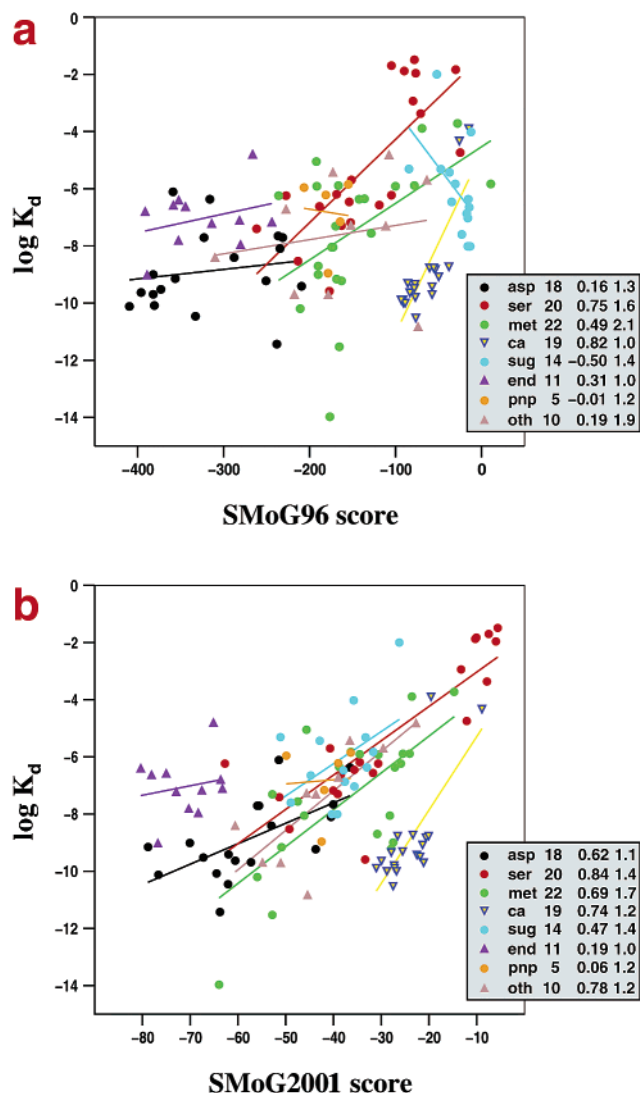 a
0
−2
−4
−6
−8
−10
−12
−14
log Kd
asp 18 0.16 1.3
ser 20 0.75 1.6
met 22 0.49 2.1
ca 19 0.82 1.0
sug 14 −0.50 1.4
end 11 0.31 1.0
pnp 5 −0.01 1.2
oth 10 0.19 1.9
−400 −300 −200 −100 0
SMoG96 score
b
0
−2
−4
−6
−8
−10
−12
−14
log Kd
asp 18 0.62 1.1
ser 20 0.84 1.4
met 22 0.69 1.7
ca 19 0.74 1.2
sug 14 0.47 1.4
end 11 0.19 1.0
pnp 5 0.06 1.2
oth 10 0.78 1.2
−80 −70 −60 −50 −40 −30 −20 −10
SMoG2001 score